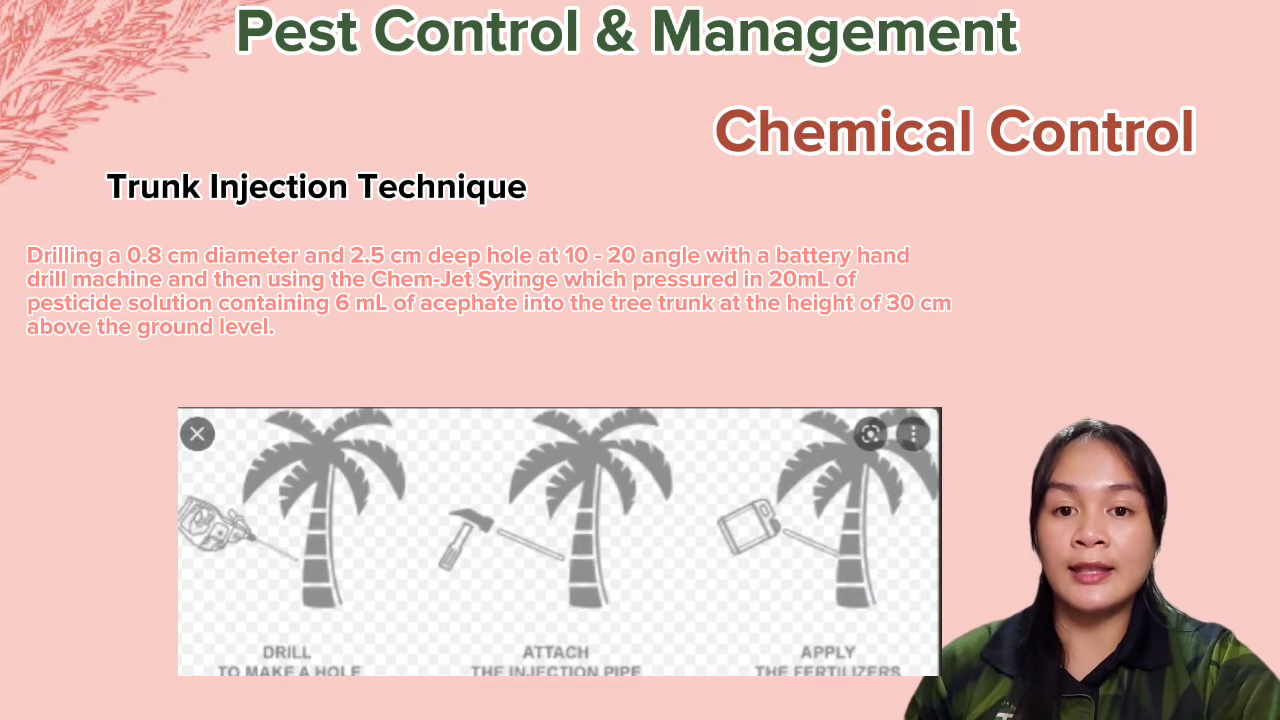 Pest Control & Management
Chemical Control
Trunk Injection Technique
Drilling a 0.8 cm diameter and 2.5 cm deep hole at 10 - 20 angle with a battery hand
drill machine and then using the Chem-Jet Syringe which pressured in 20mL of
pesticide solution containing 6 mL of acephate into the tree trunk at the height of 30 cm
above the ground level.
DRILL
TO MAKE A HOLE
ATTACH
THE INJECTION PIPE
APPLY
THE FERTILIZERS